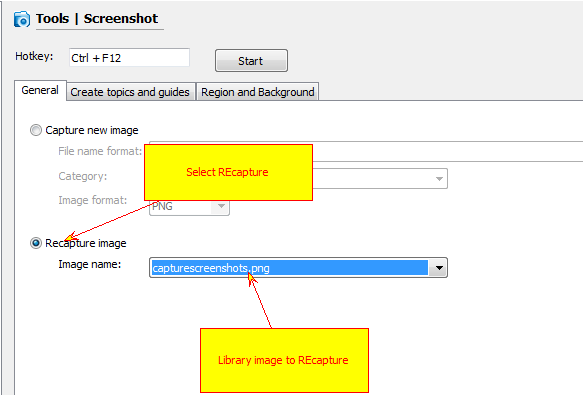 Tools | Screenshot
Hotkey: Ctrl + F12 Start
General Create topics and guides Region and Background
Capture new image
File name format:
Select REcapture
Category:
Image format: PNG
Recapture image
Image name: capturescreenshots.png
Library image to REcapture